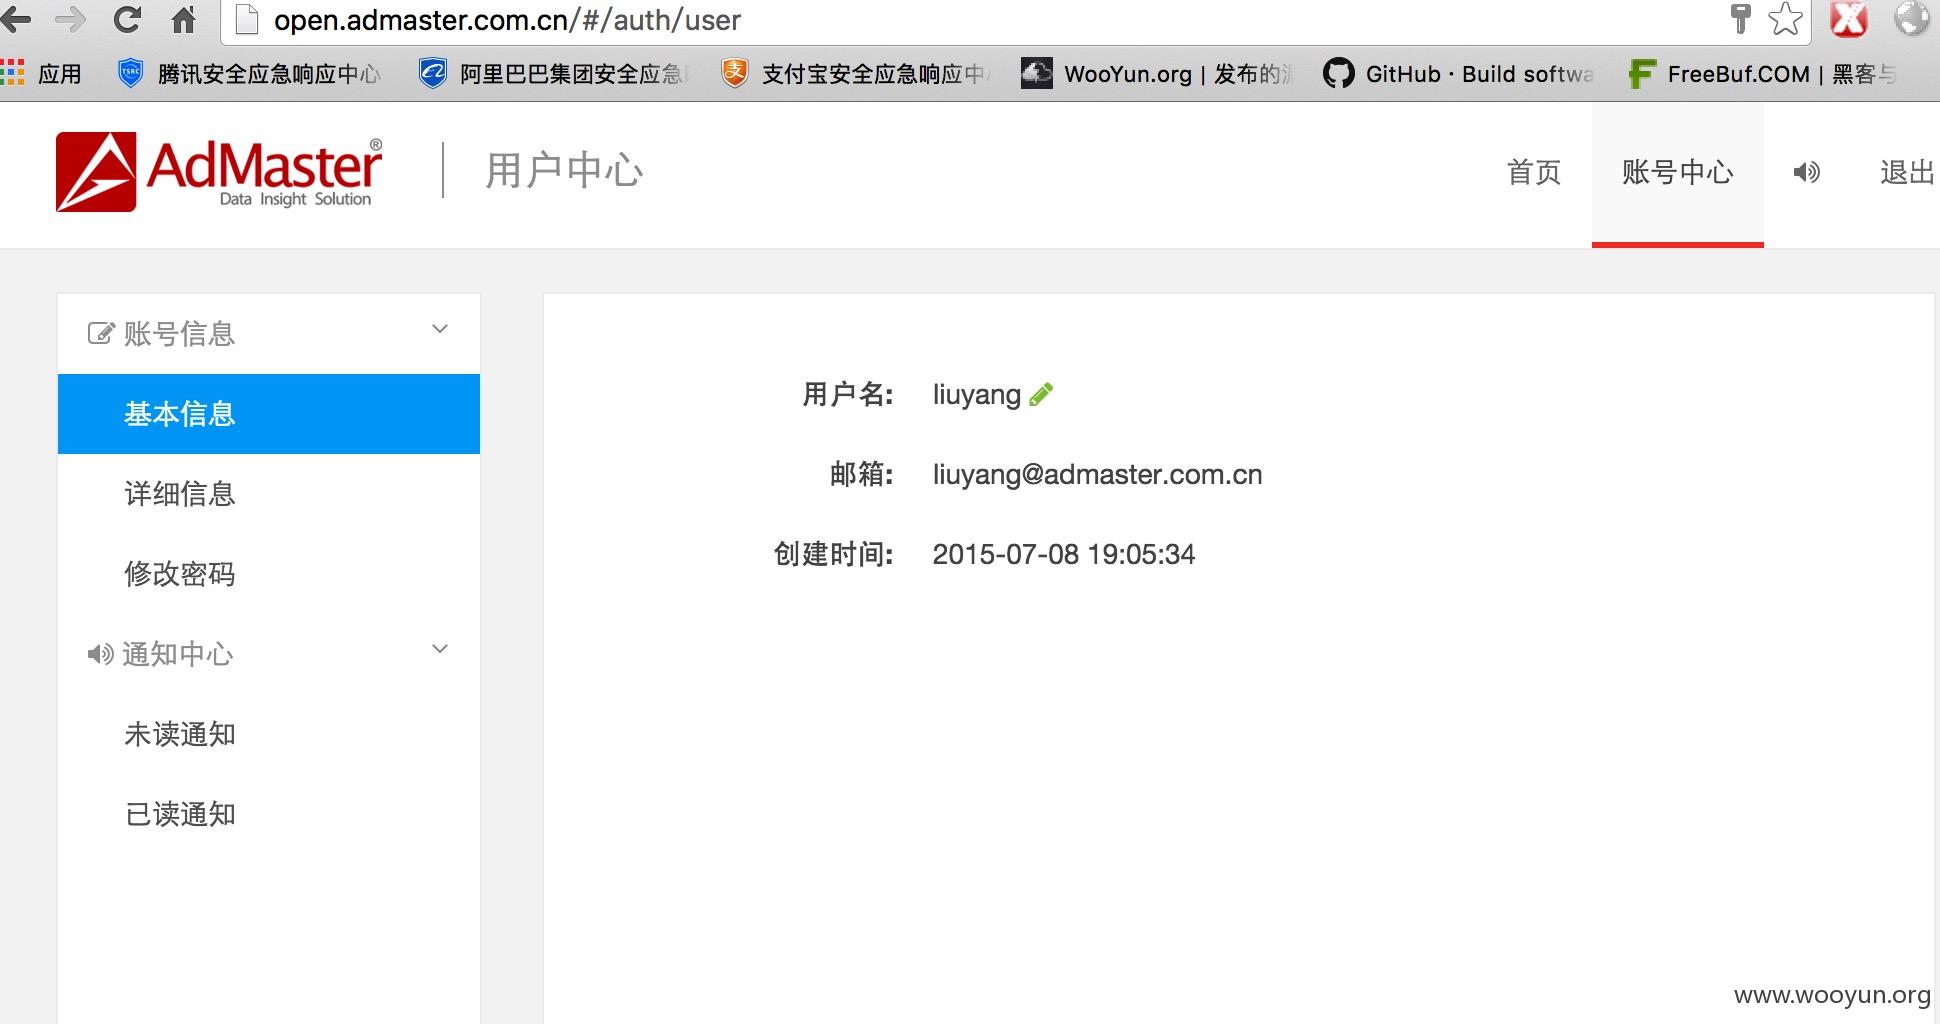 open.admaster.com.cn/#/auth/user
应用 腾讯安全应急响应中心 阿里巴巴集团安全应急 支付宝安全应急响应中 WooYun.org | 发布的 GitHub · Build softwa FreeBuf.COM | 黑客与
AdMaster®
Data Insight Solution
用户中心
首页 账号中心 退出
账号信息
基本信息
详细信息
修改密码
通知中心
未读通知
已读通知
用户名: liuyang
邮箱: liuyang@admaster.com.cn
创建时间: 2015-07-08 19:05:34
www.wooyun.org